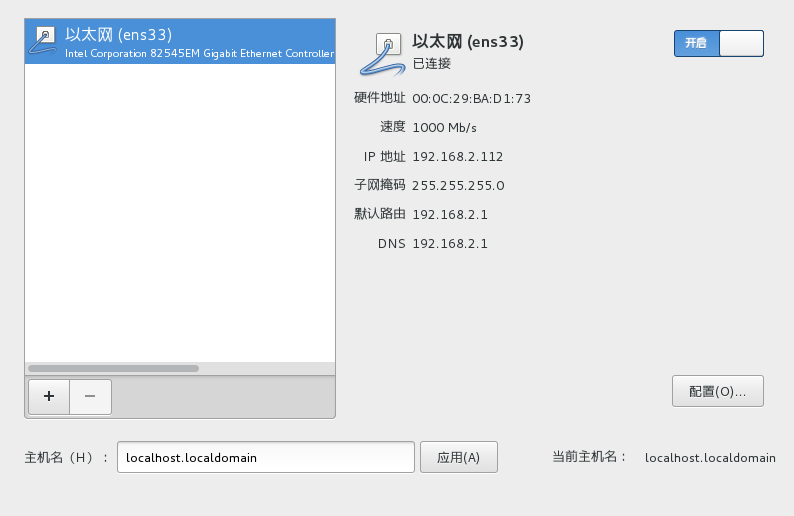 以太网 (ens33)
Intel Corporation 82545EM Gigabit Ethernet Controller
以太网 (ens33)
已连接
开启
硬件地址 00:0C:29:BA:D1:73
速度 1000 Mb/s
IP 地址 192.168.2.112
子网掩码 255.255.255.0
默认路由 192.168.2.1
DNS 192.168.2.1
+ −
配置(O)...
主机名（H）： localhost.localdomain 应用(A) 当前主机名： localhost.localdomain